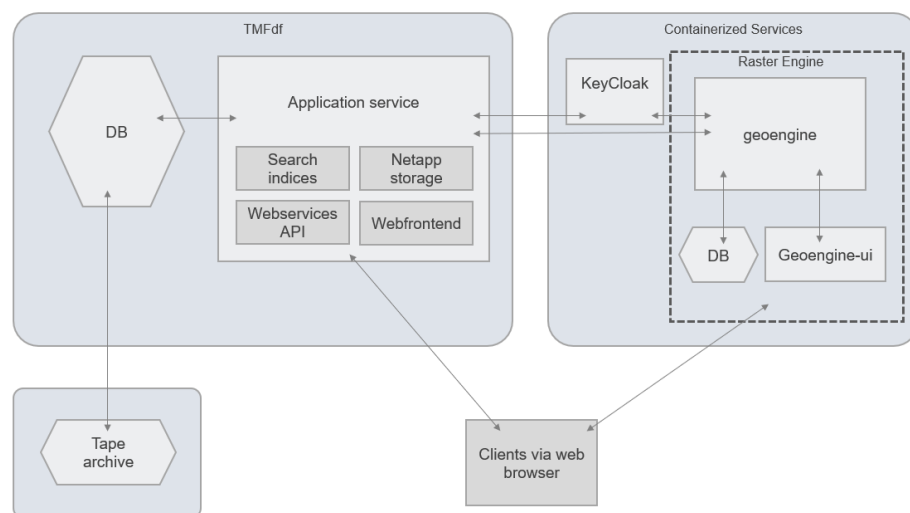 TMFdf
DB
Application service
Search
indices
Netapp
storage
Webservices
API
Webfrontend
Containerized Services
KeyCloak
Raster Engine
geoengine
DB
Geoengine-ui
Tape
archive
Clients via web
browser